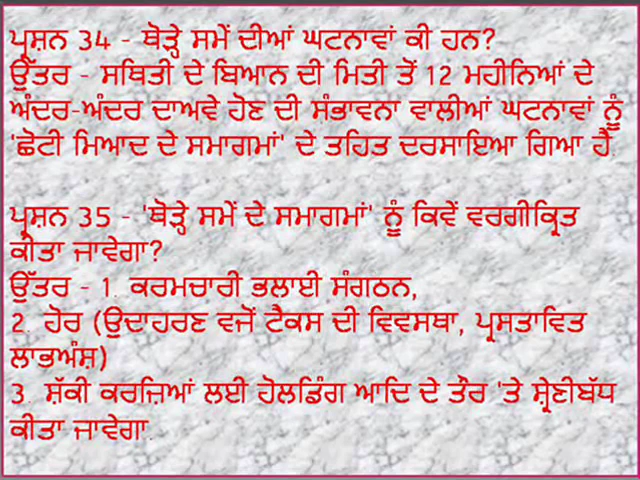 ਪ੍ਰਸ਼ਨ 34 - ਥੋੜ੍ਹੇ ਸਮੇਂ ਦੀਆਂ ਘਟਨਾਵਾਂ ਕੀ ਹਨ?
ਉੱਤਰ - ਸਥਿਤੀ ਦੇ ਬਿਆਨ ਦੀ ਮਿਤੀ ਤੋਂ 12 ਮਹੀਨਿਆਂ ਦੇ
ਅੰਦਰ-ਅੰਦਰ ਦਾਅਵੇ ਹੋਣ ਦੀ ਸੰਭਾਵਨਾ ਵਾਲੀਆਂ ਘਟਨਾਵਾਂ ਨੂੰ
'ਛੋਟੀ ਮਿਆਦ ਦੇ ਸਮਾਗਮਾਂ' ਦੇ ਤਹਿਤ ਦਰਸਾਇਆ ਗਿਆ ਹੈ.
ਪ੍ਰਸ਼ਨ 35 - 'ਥੋੜ੍ਹੇ ਸਮੇਂ ਦੇ ਸਮਾਗਮਾਂ' ਨੂੰ ਕਿਵੇਂ ਵਰਗੀਕ੍ਰਿਤ
ਕੀਤਾ ਜਾਵੇਗਾ?
ਉੱਤਰ - 1. ਕਰਮਚਾਰੀ ਭਲਾਈ ਸੰਗਠਨ,
2. ਹੋਰ (ਉਦਾਹਰਣ ਵਜੋਂ ਟੈਕਸ ਦੀ ਵਿਵਸਥਾ, ਪ੍ਰਸਤਾਵਿਤ
ਲਾਭਅੰਸ਼)
3. ਸ਼ੱਕੀ ਕਰਜ਼ਿਆਂ ਲਈ ਹੋਲਡਿੰਗ ਆਦਿ ਦੇ ਤੌਰ 'ਤੇ ਸ਼੍ਰੇਣੀਬੱਧ
ਕੀਤਾ ਜਾਵੇਗਾ.